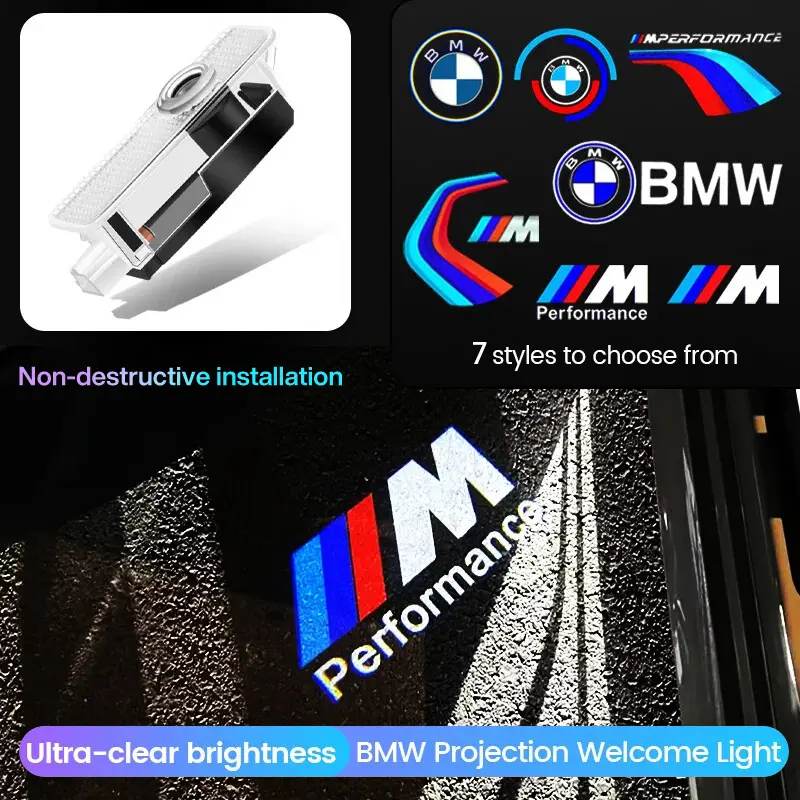 BMW
BMW
MPERFORMANCE
BMW
BMW
M
M
Performance
M
7 styles to choose from
Non-destructive installation
M
Performance
Ultra-clear brightness
BMW Projection Welcome Light